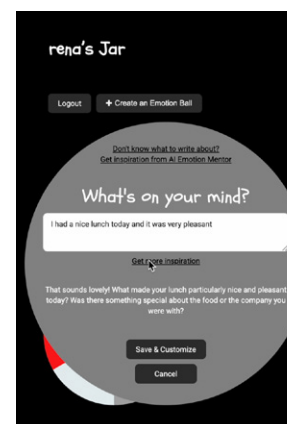 rena's Jar
Logout
+ Create an Emotion Ball
Don't know what to write about?
Get inspiration from AI Emotion Mentor
What's on your mind?
I had a nice lunch today and it was very pleasant
Get more inspiration
That sounds lovely! What made your lunch particularly nice and pleasant
today? Was there something special about the food or the company you
were with?
Save & Customize
Cancel